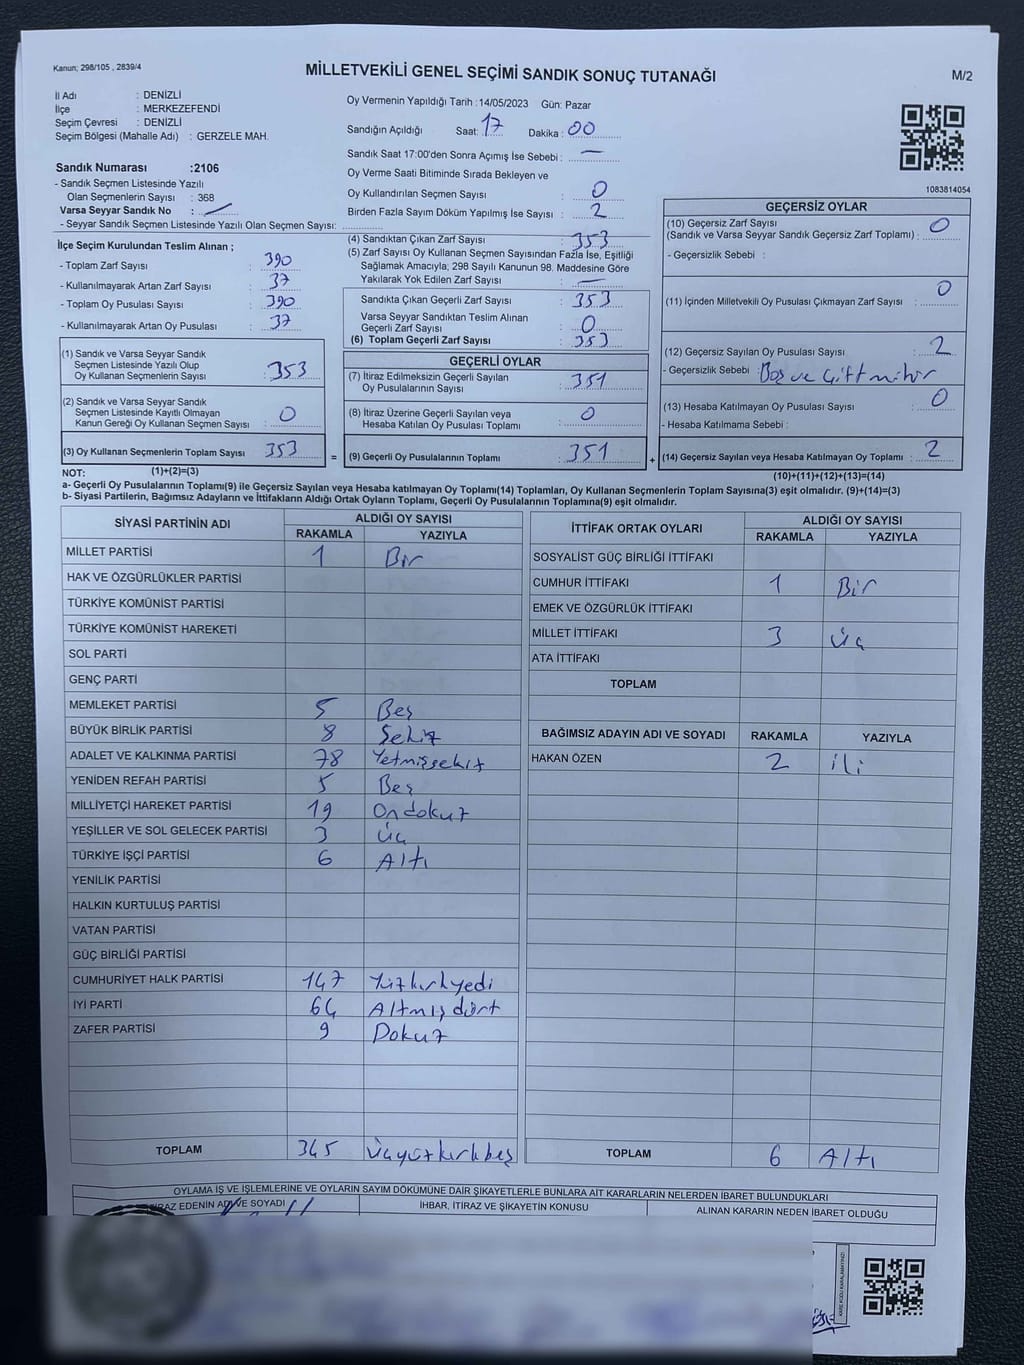 Kanun; 298/105 , 2839/4
MİLLETVEKİLİ GENEL SEÇİMİ SANDIK SONUÇ TUTANAĞI
M/2
İl Adı : DENİZLİ
İlçe : MERKEZEFENDİ
Seçim Çevresi : DENİZLİ
Seçim Bölgesi (Mahalle Adı) : GERZELE MAH.
Sandık Numarası :2106
- Sandık Seçmen Listesinde Yazılı
Olan Seçmenlerin Sayısı : 368
Varsa Seyyar Sandık No :
- Seyyar Sandık Seçmen Listesinde Yazılı Olan Seçmen Sayısı:
Oy Vermenin Yapıldığı Tarih :14/05/2023 Gün: Pazar
Sandığın Açıldığı Saat: 17 Dakika : 00
Sandık Saat 17:00'den Sonra Açımış İse Sebebi : —
Oy Verme Saati Bitiminde Sırada Bekleyen ve
Oy Kullandırılan Seçmen Sayısı : 0
Birden Fazla Sayım Döküm Yapılmış İse Sayısı : 2
1083814054
İlçe Seçim Kurulundan Teslim Alınan ;
- Toplam Zarf Sayısı : 390
- Kullanılmayarak Artan Zarf Sayısı : 37
- Toplam Oy Pusulası Sayısı : 390
- Kullanılmayarak Artan Oy Pusulası : 37
(1) Sandık ve Varsa Seyyar Sandık
Seçmen Listesinde Yazılı Olup
Oy Kullanan Seçmenlerin Sayısı : 353
(2) Sandık ve Varsa Seyyar Sandık
Seçmen Listesinde Kayıtlı Olmayan
Kanun Gereği Oy Kullanan Seçmen Sayısı : 0
(3) Oy Kullanan Seçmenlerin Toplam Sayısı 353
(4) Sandıktan Çıkan Zarf Sayısı : 353
(5) Zarf Sayısı Oy Kullanan Seçmen Sayısından Fazla İse, Eşitliği
Sağlamak Amacıyla; 298 Sayılı Kanunun 98. Maddesine Göre
Yakılarak Yok Edilen Zarf Sayısı : —
Sandıkta Çıkan Geçerli Zarf Sayısı : 353
Varsa Seyyar Sandıktan Teslim Alınan
Geçerli Zarf Sayısı : 0
(6) Toplam Geçerli Zarf Sayısı : 353
GEÇERLİ OYLAR
(7) İtiraz Edilmeksizin Geçerli Sayılan
Oy Pusulalarının Sayısı : 351
(8) İtiraz Üzerine Geçerli Sayılan veya
Hesaba Katılan Oy Pusulası Toplamı : 0
= (9) Geçerli Oy Pusulalarının Toplamı : 351
GEÇERSİZ OYLAR
(10) Geçersiz Zarf Sayısı
(Sandık ve Varsa Seyyar Sandık Geçersiz Zarf Toplamı) : 0
- Geçersizlik Sebebi :
(11) İçinden Milletvekili Oy Pusulası Çıkmayan Zarf Sayısı : 0
(12) Geçersiz Sayılan Oy Pusulası Sayısı : 2
- Geçersizlik Sebebi : Boş ve Çift mühür
(13) Hesaba Katılmayan Oy Pusulası Sayısı : 0
- Hesaba Katılmama Sebebi :
+ (14) Geçersiz Sayılan veya Hesaba Katılmayan Oy Toplamı : 2
NOT: (1)+(2)=(3)
(10)+(11)+(12)+(13)=(14)
a- Geçerli Oy Pusulalarının Toplamı(9) ile Geçersiz Sayılan veya Hesaba katılmayan Oy Toplamı(14) Toplamları, Oy Kullanan Seçmenlerin Toplam Sayısına(3) eşit olmalıdır. (9)+(14)=(3)
b- Siyasi Partilerin, Bağımsız Adayların ve İttifakların Aldığı Ortak Oyların Toplamı, Geçerli Oy Pusulalarının Toplamına(9) eşit olmalıdır.
SİYASİ PARTİNİN ADI ALDIĞI OY SAYISI
RAKAMLA YAZIYLA
MİLLET PARTİSİ 1 Bir
HAK VE ÖZGÜRLÜKLER PARTİSİ
TÜRKİYE KOMÜNİST PARTİSİ
TÜRKİYE KOMÜNİST HAREKETİ
SOL PARTİ
GENÇ PARTİ
MEMLEKET PARTİSİ 5 Beş
BÜYÜK BİRLİK PARTİSİ 8 Sekiz
ADALET VE KALKINMA PARTİSİ 78 Yetmişsekiz
YENİDEN REFAH PARTİSİ 5 Beş
MİLLİYETÇİ HAREKET PARTİSİ 19 Ondokuz
YEŞİLLER VE SOL GELECEK PARTİSİ 3 Üç
TÜRKİYE İŞÇİ PARTİSİ 6 Altı
YENİLİK PARTİSİ
HALKIN KURTULUŞ PARTİSİ
VATAN PARTİSİ
GÜÇ BİRLİĞİ PARTİSİ
CUMHURİYET HALK PARTİSİ 147 Yüzkırkyedi
İYİ PARTİ 64 Altmış dört
ZAFER PARTİSİ 9 Dokuz
TOPLAM 345 Üçyüzkırkbeş
İTTİFAK ORTAK OYLARI ALDIĞI OY SAYISI
RAKAMLA YAZIYLA
SOSYALİST GÜÇ BİRLİĞİ İTTİFAKI
CUMHUR İTTİFAKI 1 Bir
EMEK VE ÖZGÜRLÜK İTTİFAKI
MİLLET İTTİFAKI 3 Üç
ATA İTTİFAKI
TOPLAM
BAĞIMSIZ ADAYIN ADI VE SOYADI RAKAMLA YAZIYLA
HAKAN ÖZEN 2 iki
TOPLAM 6 Altı
OYLAMA İŞ VE İŞLEMLERİNE VE OYLARIN SAYIM DÖKÜMÜNE DAİR ŞİKAYETLERLE BUNLARA AİT KARARLARIN NELERDEN İBARET BULUNDUKLARI
İTİRAZ EDENİN ADI VE SOYADI İHBAR, İTİRAZ VE ŞİKAYETİN KONUSU ALINAN KARARIN NEDEN İBARET OLDUĞU